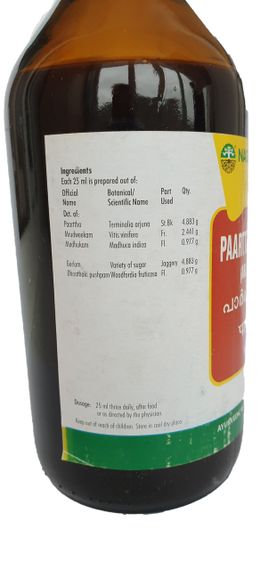 Ingredients
Each 25 ml is prepared out of:
Official Botanical/ Part Qty.
Name Scientific Name Used
Dct. of:
Paartha Terminalia arjuna St.Bk 4.883 g
Mrudweekam Vitis vinifera Fr. 2.441 g
Madhukam Madhuca indica Fl. 0.977 g
Gudam Variety of sugar Jaggery 4.883 g
Dhaathaki pushpam Woodfordia fruticosa Fl. 0.977 g
Dosage: 25 ml three daily, after food
or as directed by the physician.
Keep out of reach of children. Store in cool dry place.